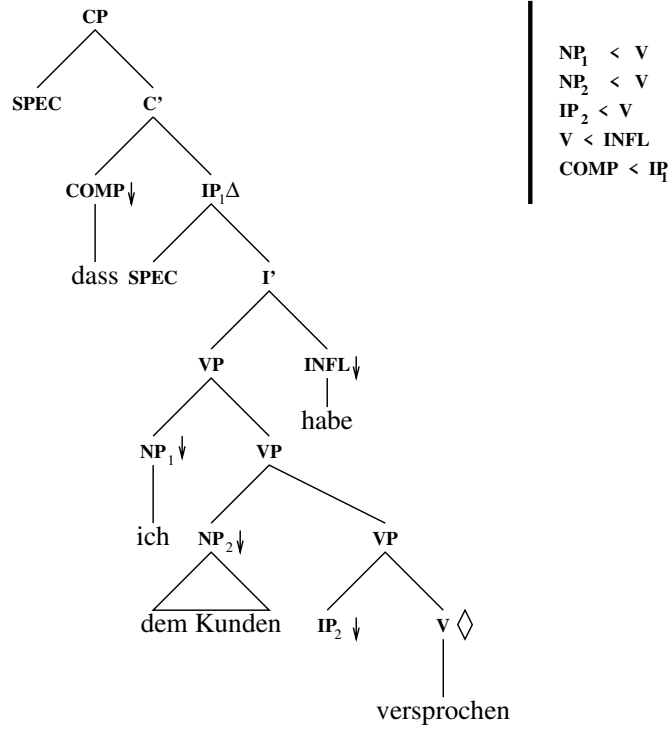 CP
SPEC C’
COMP↓ IP₁Δ
dass SPEC I’
VP INFL↓
habe
NP₁↓ VP
ich NP₂↓ VP
dem Kunden IP₂↓ V◊
versprochen
NP₁ < V
NP₂ < V
IP₂ < V
V < INFL
COMP < IP₁